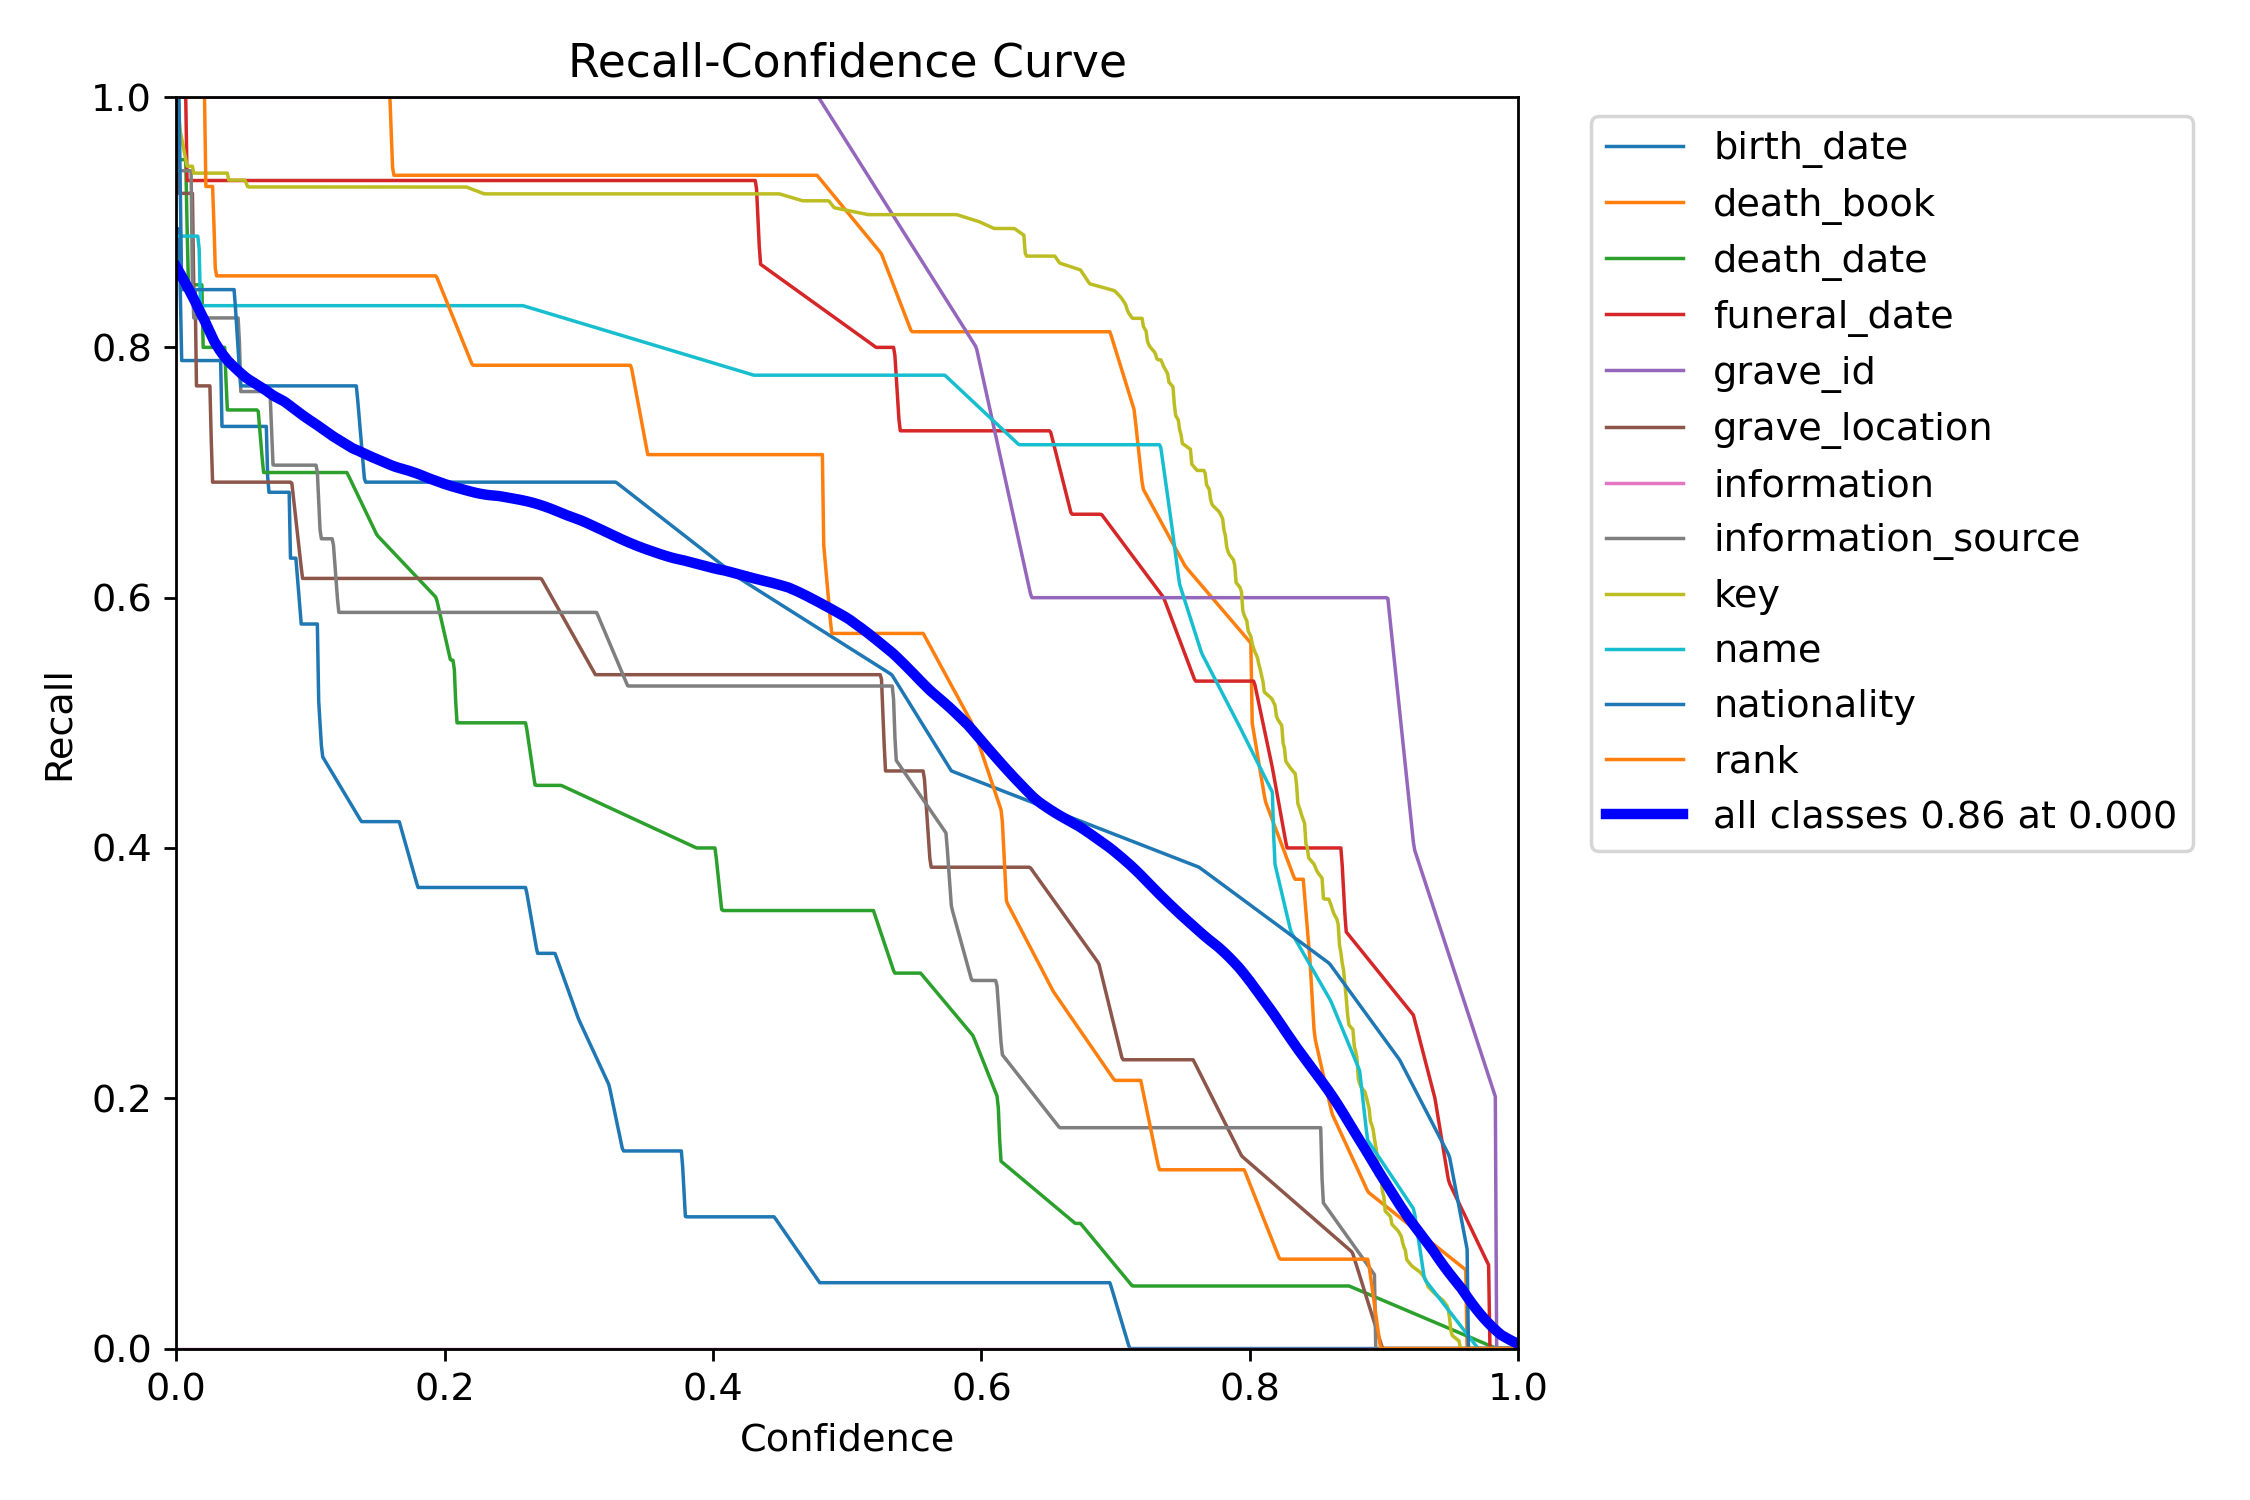 Recall-Confidence Curve
1.0
0.8
0.6
0.4
0.2
0.0
Recall
0.0 0.2 0.4 0.6 0.8 1.0
Confidence
birth_date
death_book
death_date
funeral_date
grave_id
grave_location
information
information_source
key
name
nationality
rank
all classes 0.86 at 0.000